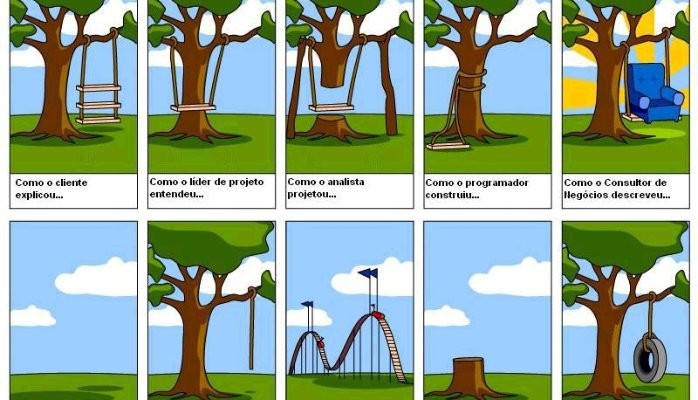 Como o cliente
explicou...
Como o líder de projeto
entendeu...
Como o analista
projetou...
Como o programador
construiu...
Como o Consultor de
Negócios descreveu...